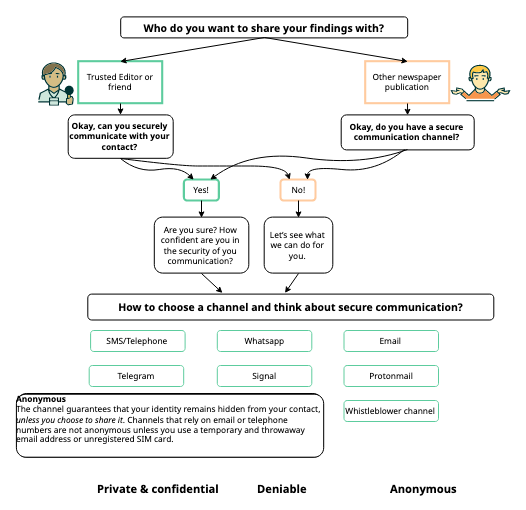 Who do you want to share your findings with?
Trusted Editor or
friend
Other newspaper
publication
Okay, can you securely
communicate with your
contact?
Okay, do you have a secure
communication channel?
Yes!
No!
Are you sure? How
confident are you in
the security of you
communication?
Let's see what
we can do for
you.
How to choose a channel and think about secure communication?
SMS/Telephone
Whatsapp
Email
Telegram
Signal
Protonmail
Anonymous
The channel guarantees that your identity remains hidden from your contact,
unless you choose to share it. Channels that rely on email or telephone
numbers are not anonymous unless you use a temporary and throwaway
email address or unregistered SIM card.
Whistleblower channel
Private & confidential
Deniable
Anonymous